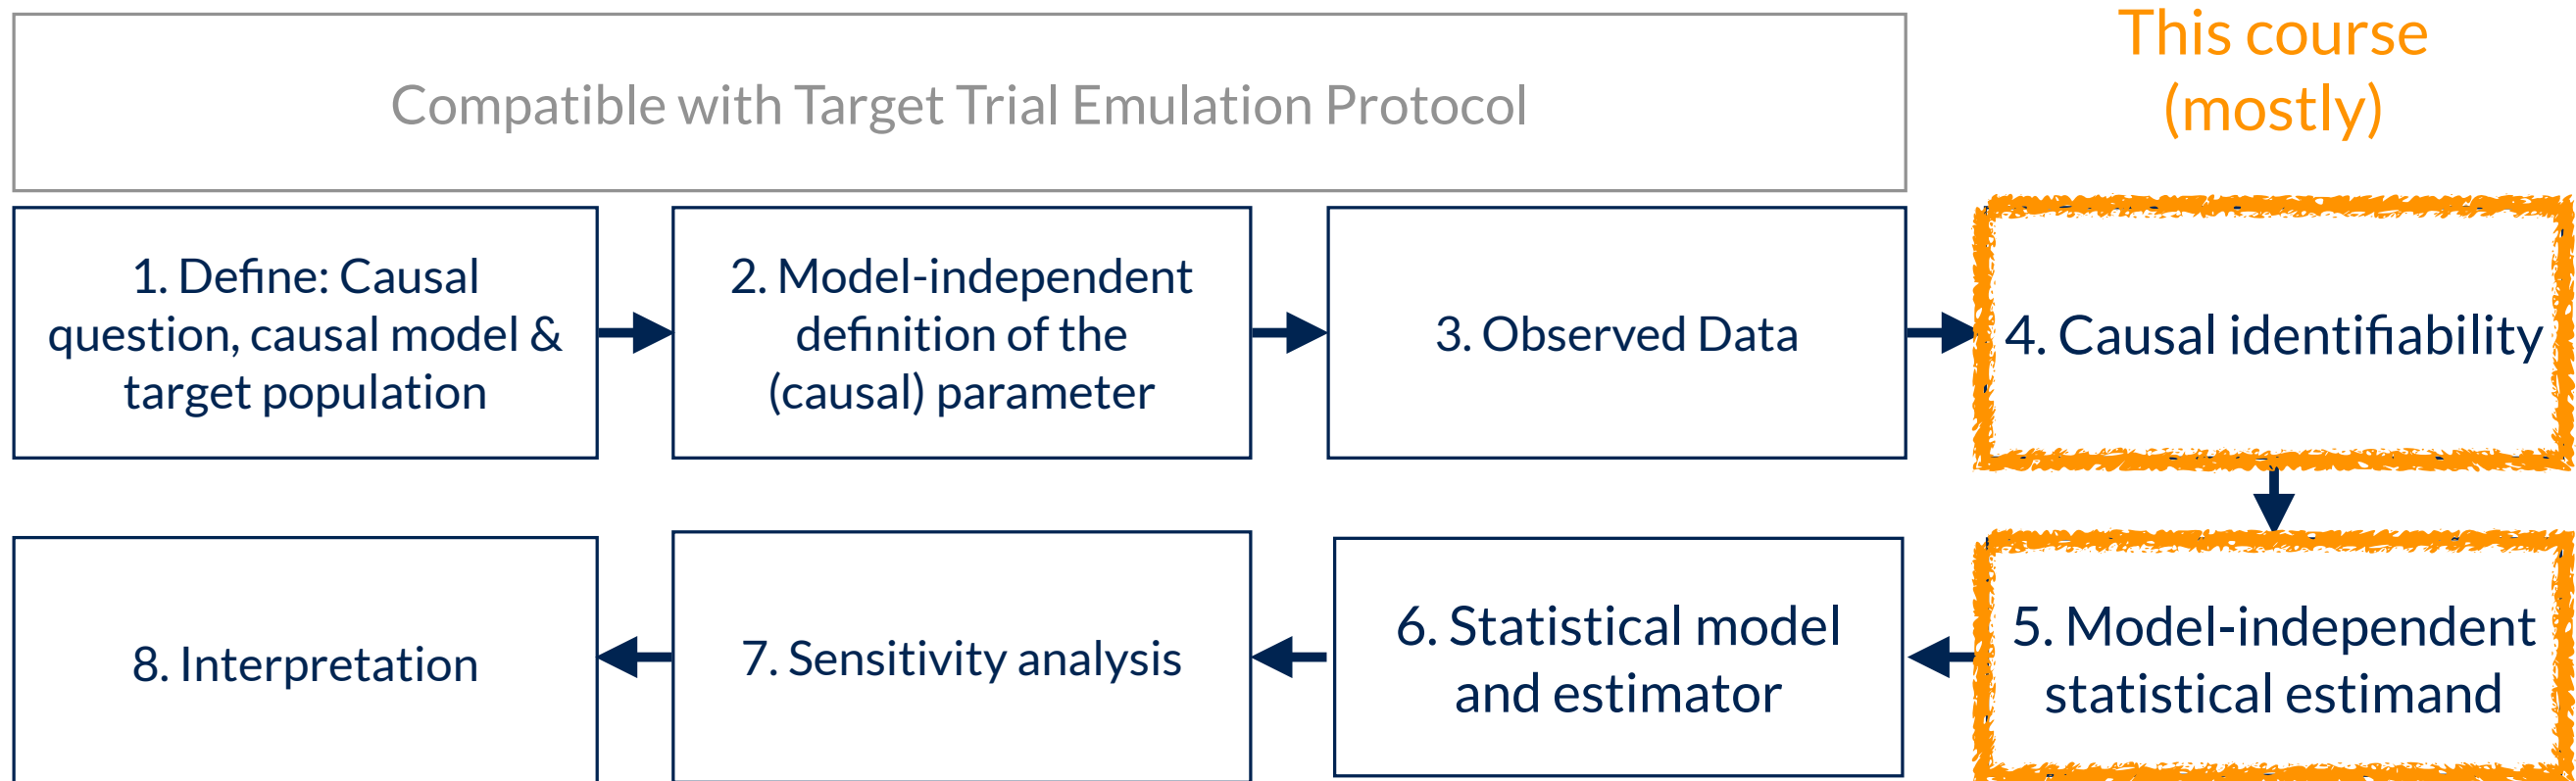 Compatible with Target Trial Emulation Protocol
This course
(mostly)
1. Define: Causal
question, causal model &
target population
2. Model-independent
definition of the
(causal) parameter
3. Observed Data
4. Causal identifiability
5. Model-independent
statistical estimand
6. Statistical model
and estimator
7. Sensitivity analysis
8. Interpretation